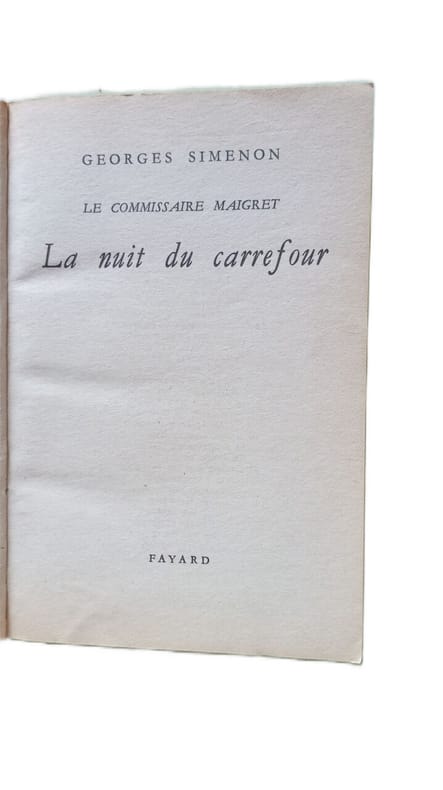 GEORGES SIMENON
LE COMMISSAIRE MAIGRET
La nuit du carrefour
FAYARD